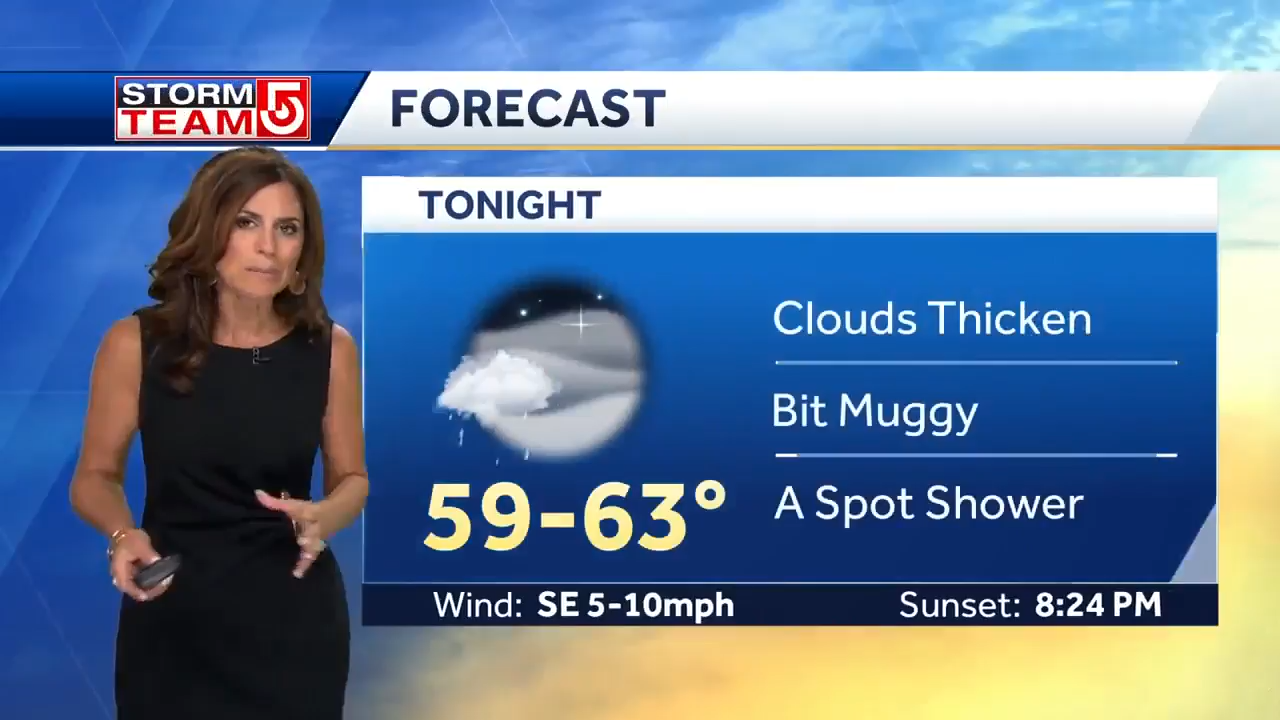 STORM
TEAM 5
FORECAST
TONIGHT
Clouds Thicken
Bit Muggy
A Spot Shower
59-63°
Wind: SE 5-10mph
Sunset: 8:24 PM